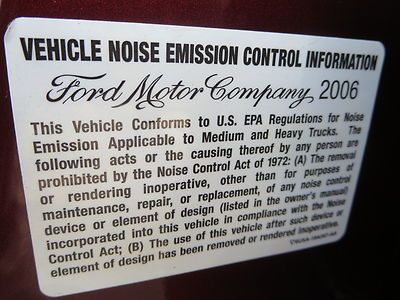 VEHICLE NOISE EMISSION CONTROL INFORMATION
Ford Motor Company 2006
This Vehicle Conforms to U.S. EPA Regulations for Noise
Emission Applicable to Medium and Heavy Trucks. The
following acts or the causing thereof by any person are
prohibited by the Noise Control Act of 1972: (A) The removal
or rendering inoperative, other than for purposes of
maintenance, repair, or replacement, of any noise control
device or element of design (listed in the owner's manual)
incorporated into this vehicle in compliance with the Noise
Control Act; (B) The use of this vehicle after such device or
element of design has been removed or rendered inoperative.